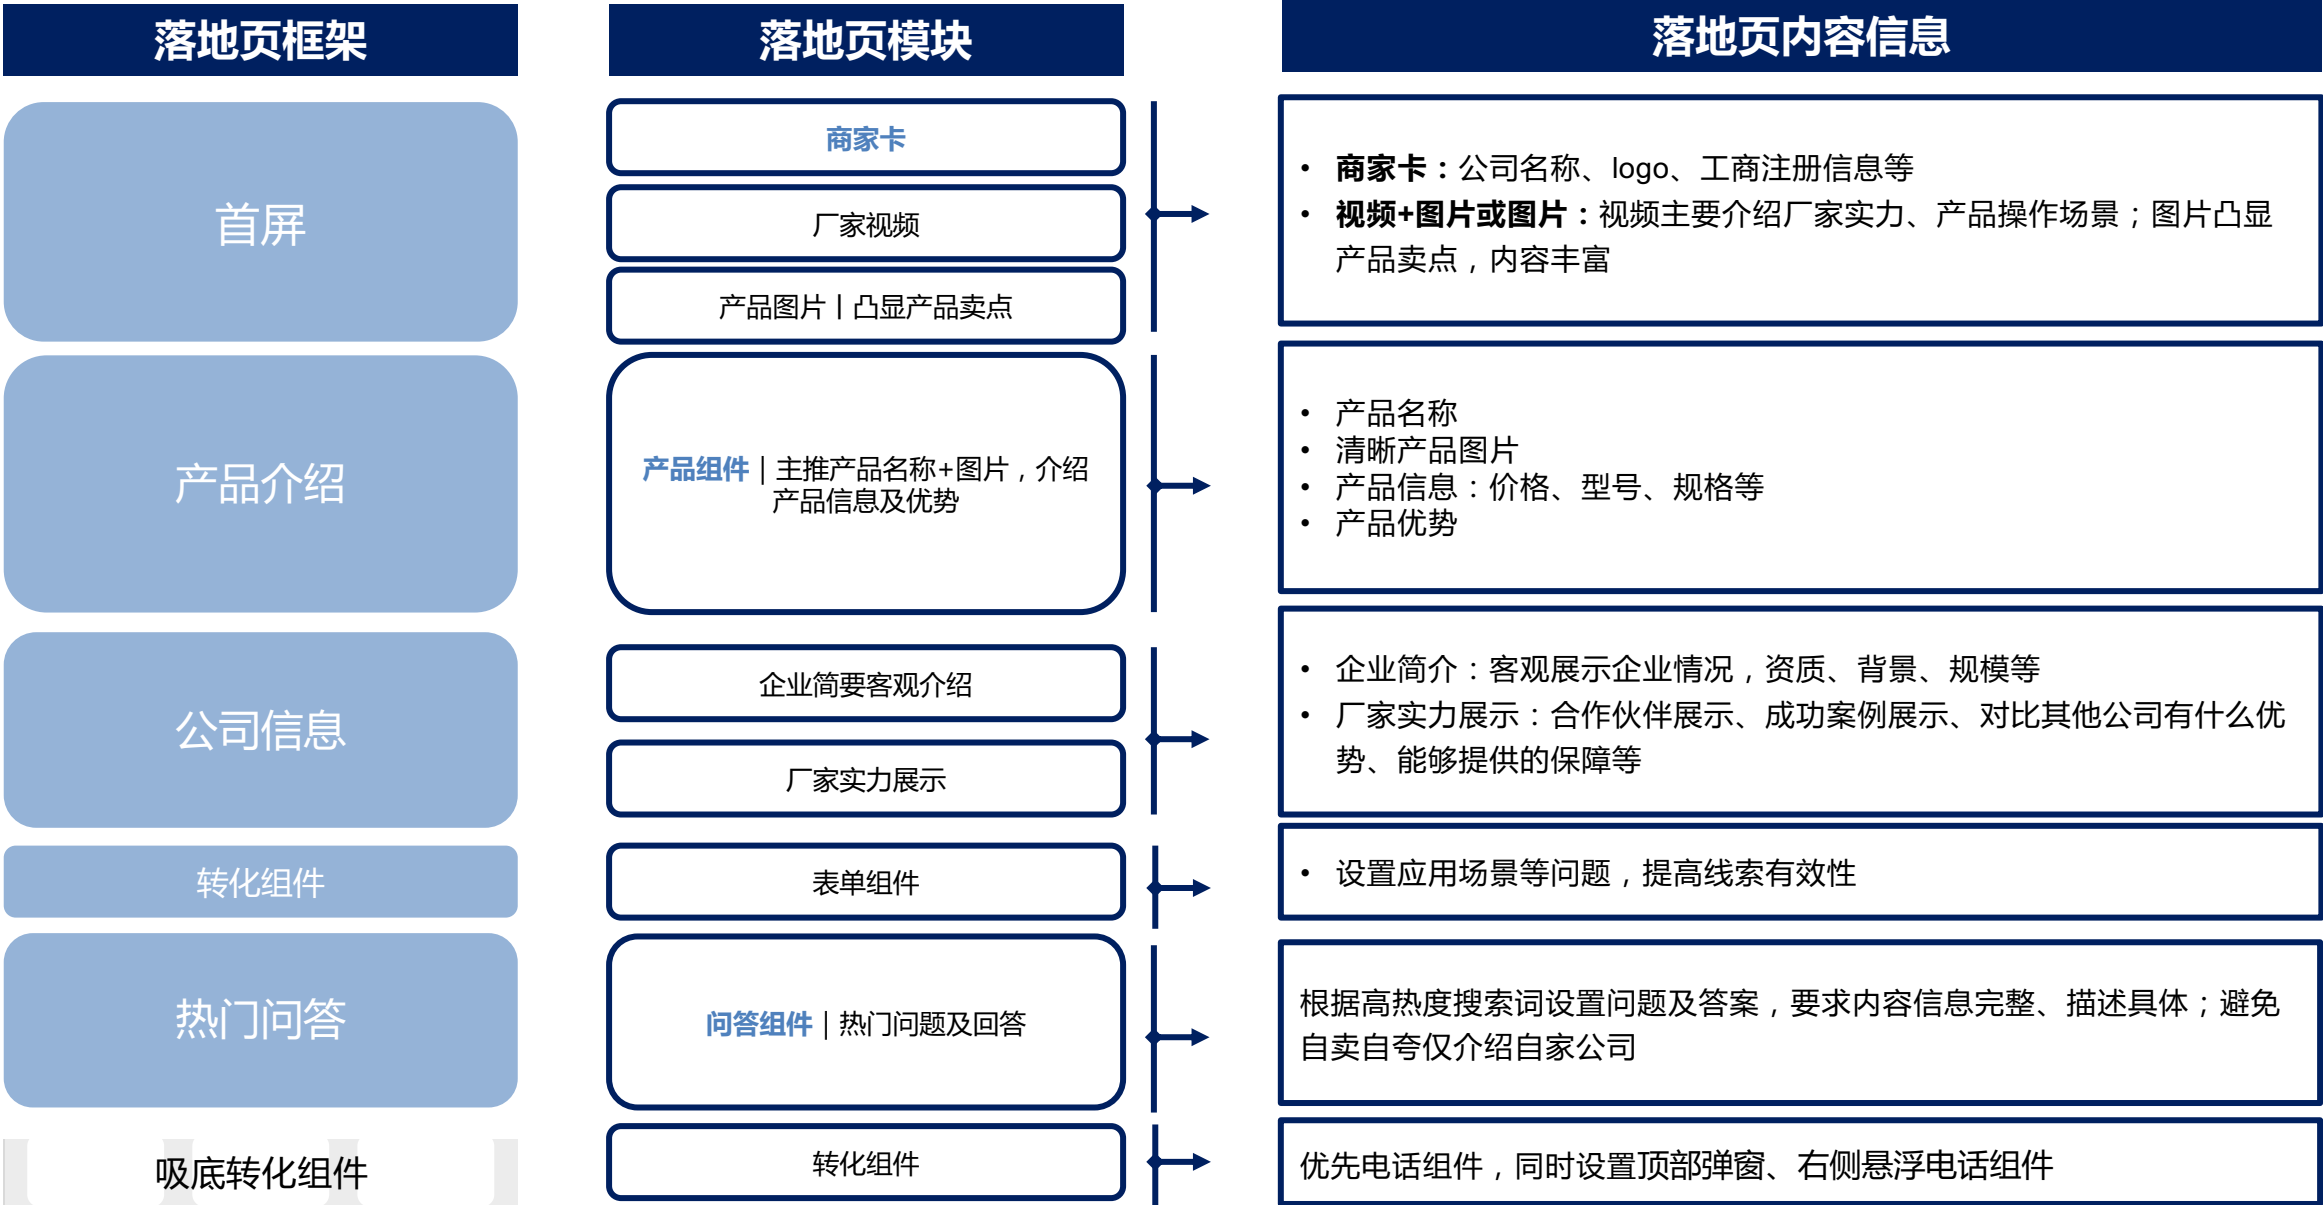 落地页框架
落地页模块
落地页内容信息
首屏
商家卡
厂家视频
产品图片丨凸显产品卖点
• 商家卡：公司名称、logo、工商注册信息等
• 视频+图片或图片：视频主要介绍厂家实力、产品操作场景；图片凸显
产品卖点，内容丰富
产品介绍
产品组件｜主推产品名称+图片，介绍
产品信息及优势
• 产品名称
• 清晰产品图片
• 产品信息：价格、型号、规格等
• 产品优势
公司信息
企业简要客观介绍
厂家实力展示
• 企业简介：客观展示企业情况，资质、背景、规模等
• 厂家实力展示：合作伙伴展示、成功案例展示、对比其他公司有什么优
势、能够提供的保障等
转化组件
表单组件
• 设置应用场景等问题，提高线索有效性
热门问答
问答组件｜热门问题及回答
根据高热度搜索词设置问题及答案，要求内容信息完整、描述具体；避免
自卖自夸仅介绍自家公司
吸底转化组件
转化组件
优先电话组件，同时设置顶部弹窗、右侧悬浮电话组件